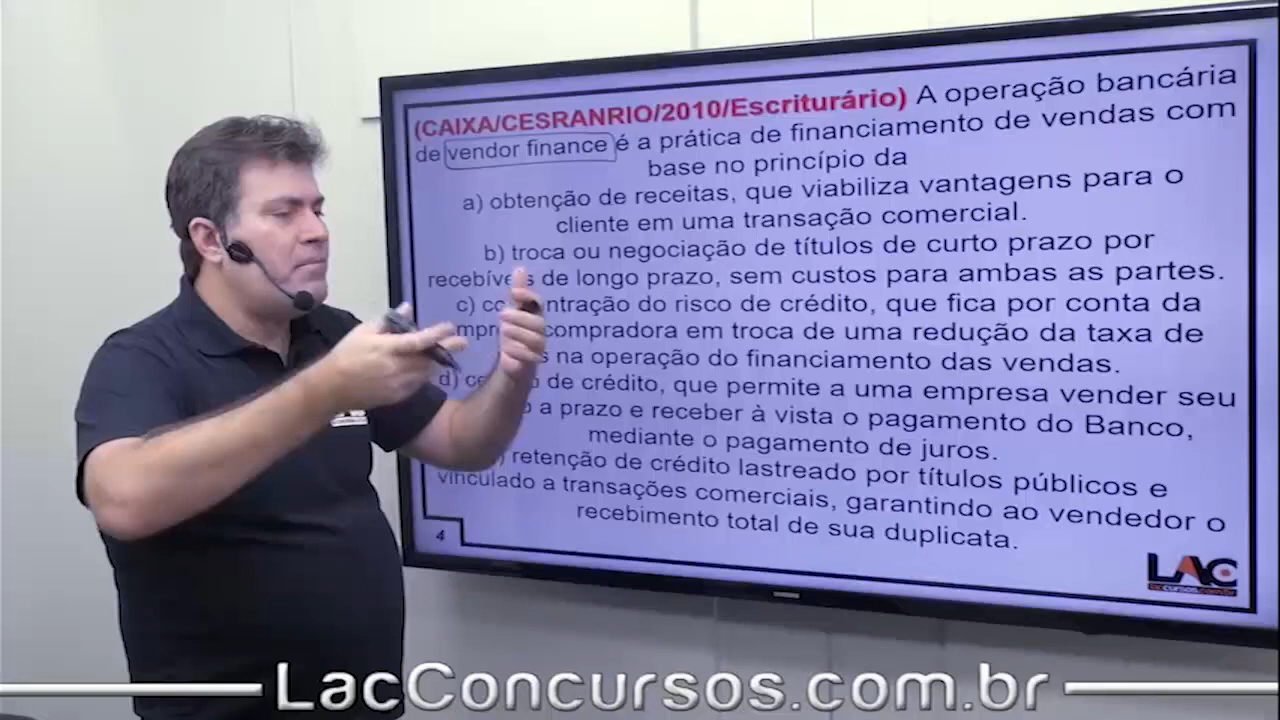 (CAIXA/CESRANRIO/2010/Escriturário) A operação bancária
de vendor finance é a prática de financiamento de vendas com
base no princípio da
a) obtenção de receitas, que viabiliza vantagens para o
cliente em uma transação comercial.
b) troca ou negociação de títulos de curto prazo por
recebíveis de longo prazo, sem custos para ambas as partes.
c) do risco de crédito, que fica por conta da
compradora em troca de uma redução da taxa de
na operação do financiamento das vendas.
d) de crédito, que permite a uma empresa vender seu
a prazo e receber à vista o pagamento do Banco,
mediante o pagamento de juros.
retenção de crédito lastreado por títulos públicos e
vinculado a transações comerciais, garantindo ao vendedor o
recebimento total de sua duplicata.
4
LAC
lacconcursos.com.br
LacConcursos.com.br